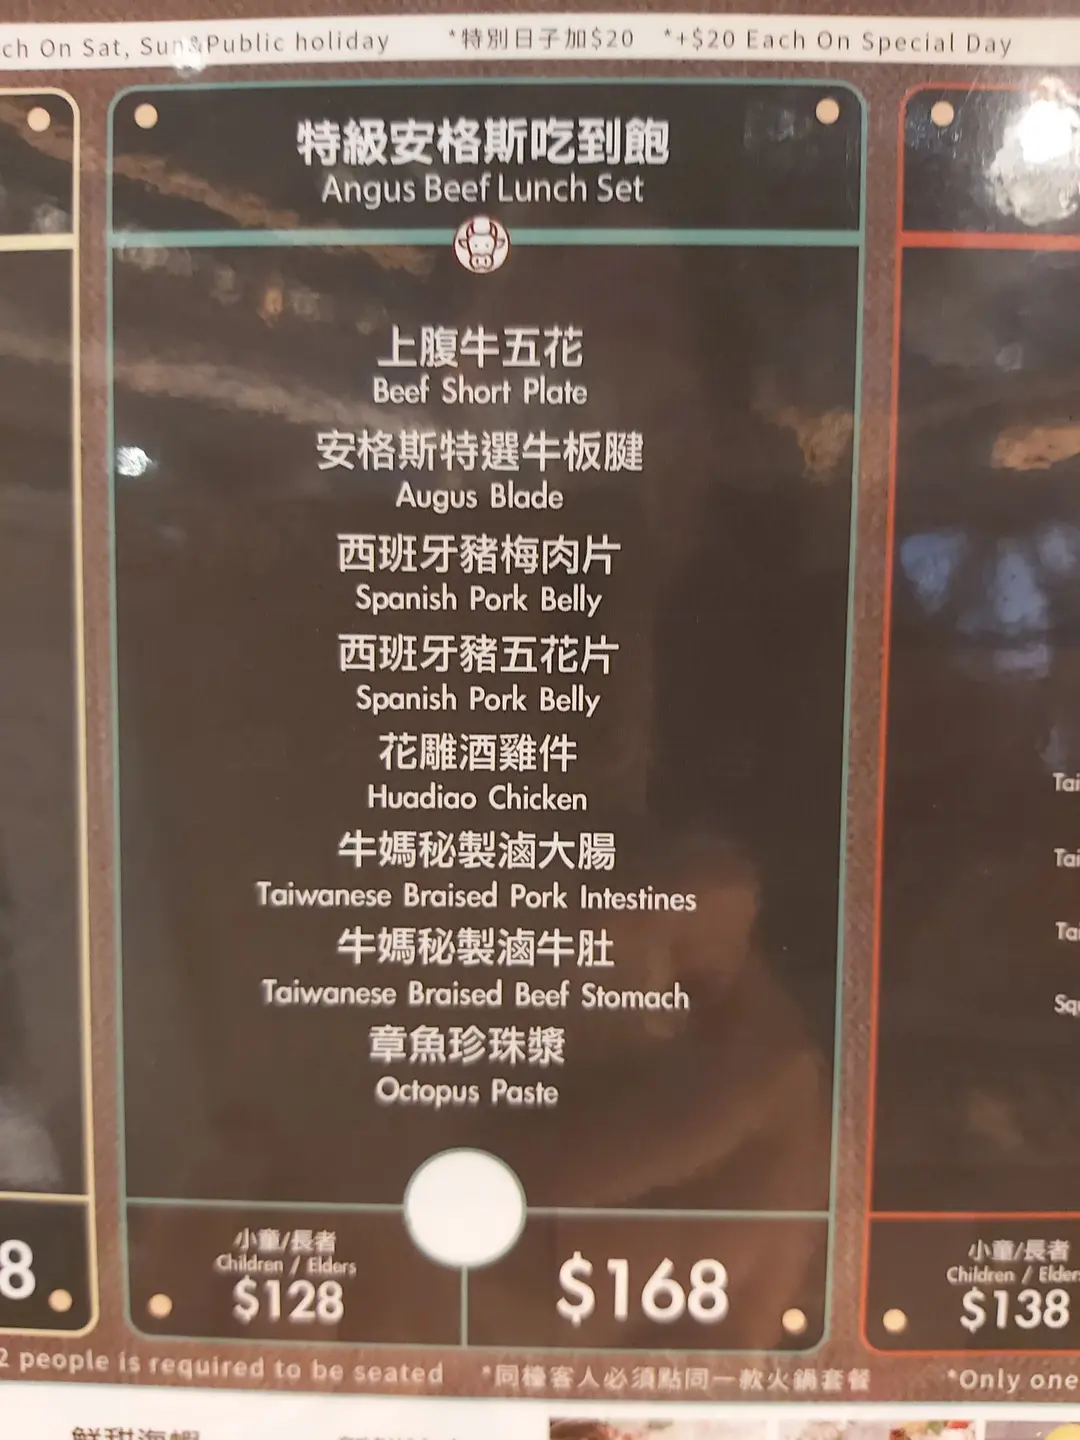 ch On Sat, Sun&Public holiday *特別日子加$20 *+$20 Each On Special Day
特級安格斯吃到飽
Angus Beef Lunch Set
上腹牛五花
Beef Short Plate
安格斯特選牛板腱
Augus Blade
西班牙豬梅肉片
Spanish Pork Belly
西班牙豬五花片
Spanish Pork Belly
花雕酒雞件
Huadiao Chicken
牛媽秘製滷大腸
Taiwanese Braised Pork Intestines
牛媽秘製滷牛肚
Taiwanese Braised Beef Stomach
章魚珍珠漿
Octopus Paste
小童/長者
Children / Elders
$128
$168
8
Tai
Tai
Ta
Squ
小童/長者
Children / Elders
$138
2 people is required to be seated *同檯客人必須點同一款火鍋套餐 *Only one